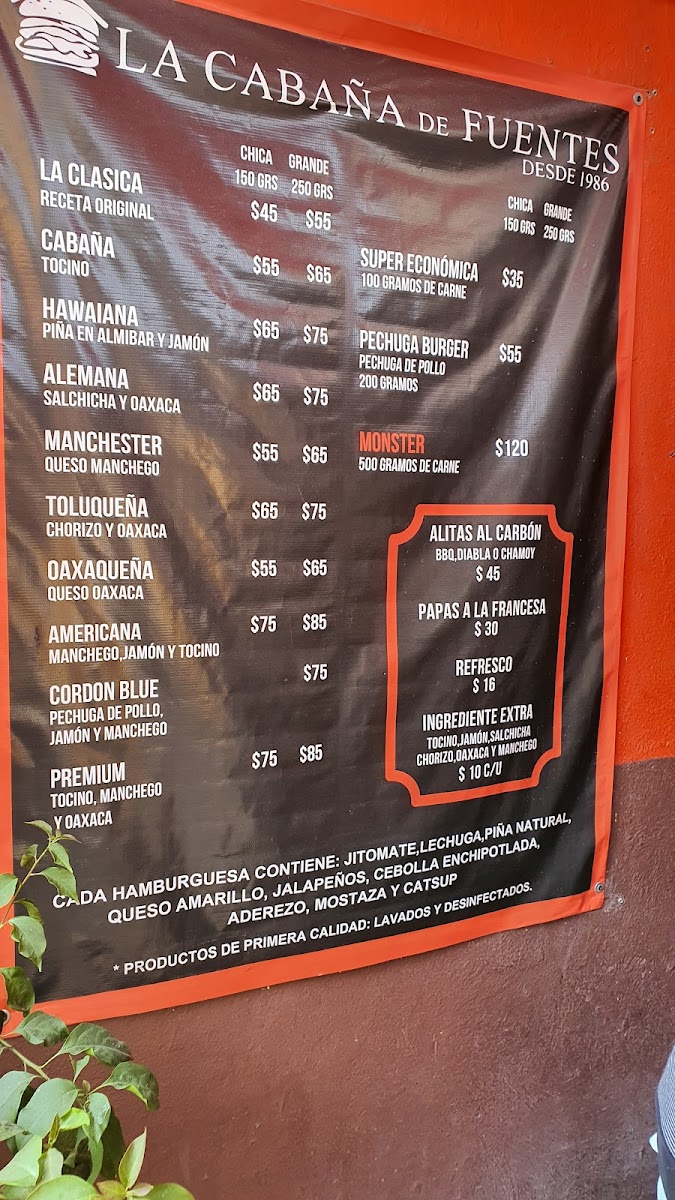 LA CABAÑA DE FUENTES
DESDE 1986
CHICA GRANDE
150 GRS 250 GRS
LA CLASICA $45 $55
RECETA ORIGINAL
CABAÑA $55 $65
TOCINO
HAWAIANA $65 $75
PIÑA EN ALMIBAR Y JAMÓN
ALEMANA $65 $75
SALCHICHA Y OAXACA
MANCHESTER $55 $65
QUESO MANCHEGO
TOLUQUEÑA $65 $75
CHORIZO Y OAXACA
OAXAQUEÑA $55 $65
QUESO OAXACA
AMERICANA $75 $85
MANCHEGO,JAMÓN Y TOCINO
CORDON BLUE $75
PECHUGA DE POLLO,
JAMÓN Y MANCHEGO
PREMIUM $75 $85
TOCINO, MANCHEGO
Y OAXACA
CHICA GRANDE
150 GRS 250 GRS
SUPER ECONÓMICA $35
100 GRAMOS DE CARNE
PECHUGA BURGER $55
PECHUGA DE POLLO
200 GRAMOS
MONSTER $120
500 GRAMOS DE CARNE
ALITAS AL CARBÓN
BBQ,DIABLA O CHAMOY
$ 45
PAPAS A LA FRANCESA
$ 30
REFRESCO
$ 16
INGREDIENTE EXTRA
TOCINO,JAMÓN,SALCHICHA
CHORIZO,OAXACA Y MANCHEGO
$ 10 C/U
CADA HAMBURGUESA CONTIENE: JITOMATE,LECHUGA,PIÑA NATURAL,
QUESO AMARILLO, JALAPEÑOS, CEBOLLA ENCHIPOTLADA,
ADEREZO, MOSTAZA Y CATSUP
* PRODUCTOS DE PRIMERA CALIDAD: LAVADOS Y DESINFECTADOS.